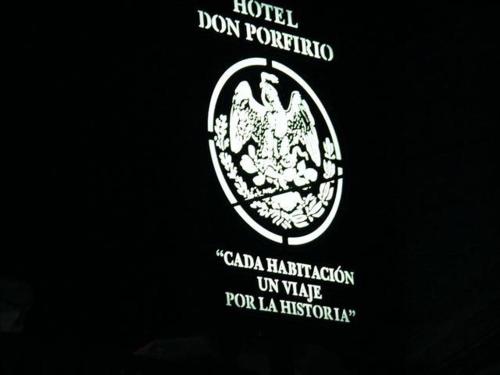 HOTEL
DON PORFIRIO
"CADA HABITACIÓN
UN VIAJE
POR LA HISTORIA"